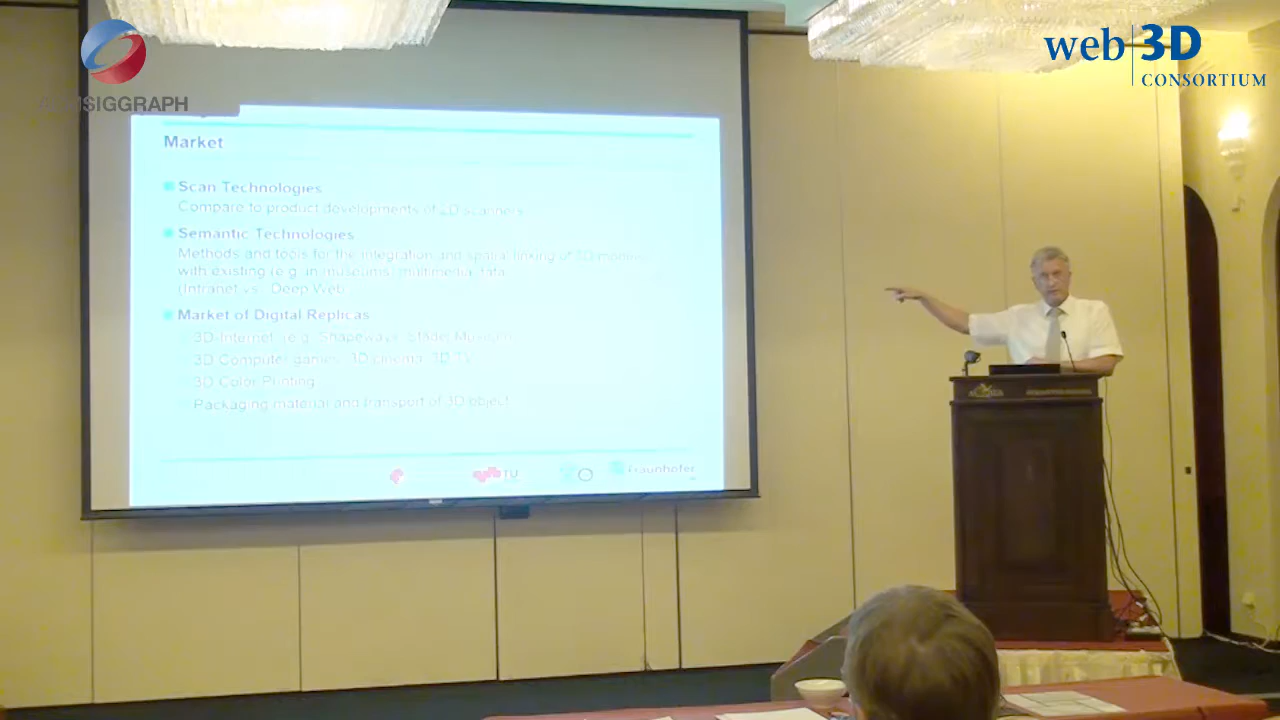 SIGGRAPH
web 3D
CONSORTIUM
Market
Scan Technologies
Compare to product developments of 2D scanners
Semantic Technologies
Methods and tools for the integration and spatial linking of 3D models
with existing (e.g. in museums) multimedia data
(Intranet vs. Deep Web
Market of Digital Replicas
3D-Internet (e.g. Shapeways, Städel Museum
3D Computer games, 3D cinema, 3D TV
3D Color Printing
Packaging material and transport of 3D object
TU
Fraunhofer